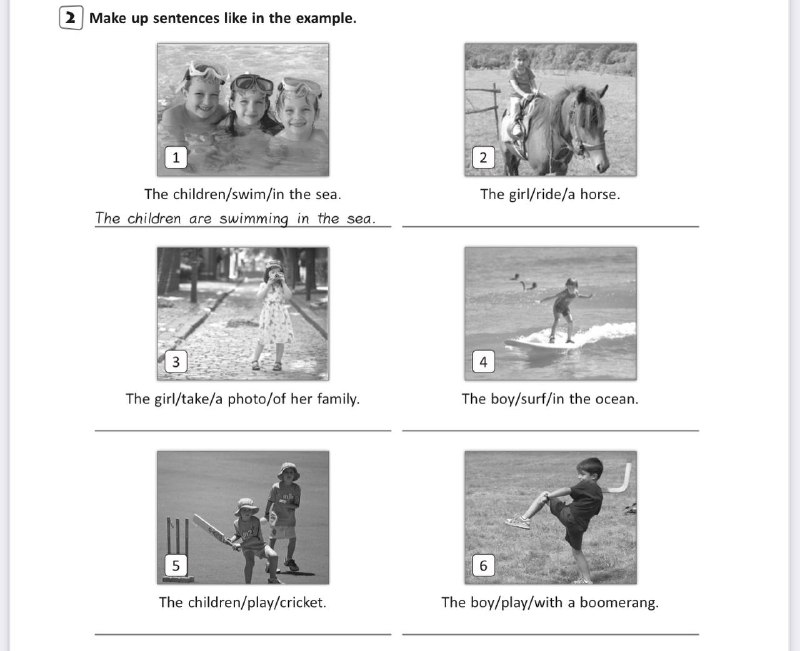 2 Make up sentences like in the example.
1
2
The children/swim/in the sea.
The girl/ride/a horse.
The children are swimming in the sea.
3
4
The girl/take/a photo/of her family.
The boy/surf/in the ocean.
5
6
The children/play/cricket.
The boy/play/with a boomerang.